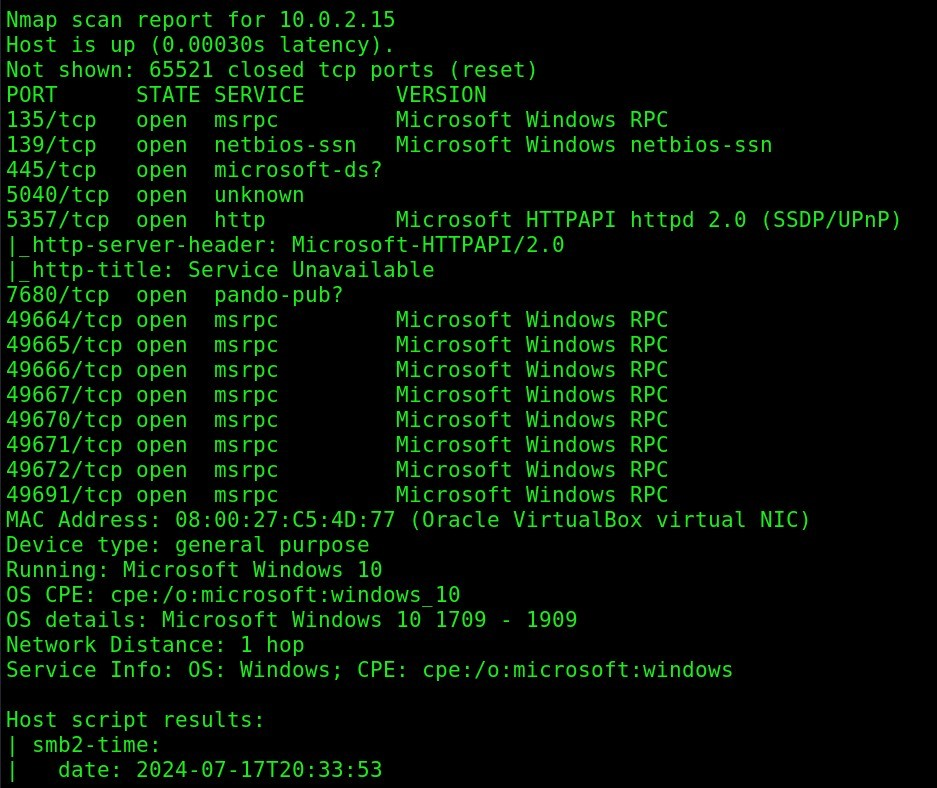 Nmap scan report for 10.0.2.15
Host is up (0.00030s latency).
Not shown: 65521 closed tcp ports (reset)
PORT      STATE SERVICE       VERSION
135/tcp   open  msrpc         Microsoft Windows RPC
139/tcp   open  netbios-ssn   Microsoft Windows netbios-ssn
445/tcp   open  microsoft-ds?
5040/tcp  open  unknown
5357/tcp  open  http          Microsoft HTTPAPI httpd 2.0 (SSDP/UPnP)
|_http-server-header: Microsoft-HTTPAPI/2.0
|_http-title: Service Unavailable
7680/tcp  open  pando-pub?
49664/tcp open  msrpc         Microsoft Windows RPC
49665/tcp open  msrpc         Microsoft Windows RPC
49666/tcp open  msrpc         Microsoft Windows RPC
49667/tcp open  msrpc         Microsoft Windows RPC
49670/tcp open  msrpc         Microsoft Windows RPC
49671/tcp open  msrpc         Microsoft Windows RPC
49672/tcp open  msrpc         Microsoft Windows RPC
49691/tcp open  msrpc         Microsoft Windows RPC
MAC Address: 08:00:27:C5:4D:77 (Oracle VirtualBox virtual NIC)
Device type: general purpose
Running: Microsoft Windows 10
OS CPE: cpe:/o:microsoft:windows_10
OS details: Microsoft Windows 10 1709 - 1909
Network Distance: 1 hop
Service Info: OS: Windows; CPE: cpe:/o:microsoft:windows

Host script results:
| smb2-time:
|   date: 2024-07-17T20:33:53